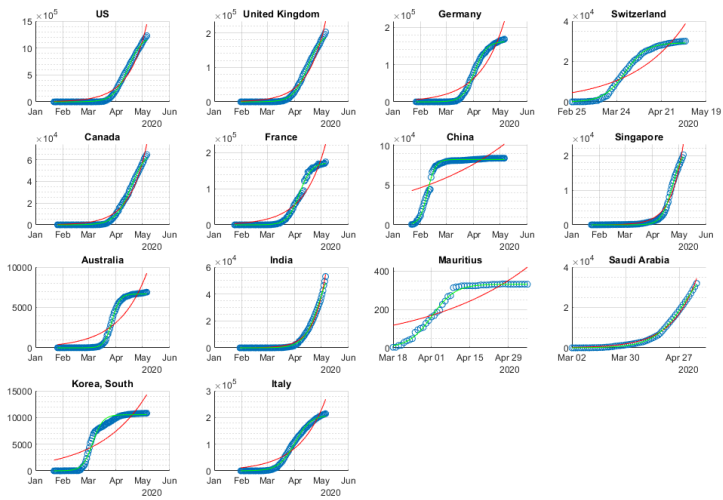 US
×10^5
15
10
5
0
Jan Feb Mar Apr May Jun
2020
United Kingdom
×10^5
2
1
0
Jan Feb Mar Apr May Jun
2020
Germany
×10^5
2
1
0
Jan Feb Mar Apr May Jun
2020
Switzerland
×10^4
4
2
0
Feb 25 Mar 24 Apr 21 May 19
2020
Canada
×10^4
6
4
2
0
Jan Feb Mar Apr May Jun
2020
France
×10^5
2
1
0
Jan Feb Mar Apr May Jun
2020
China
×10^4
10
5
0
Jan Feb Mar Apr May Jun
2020
Singapore
×10^4
2
1
0
Jan Feb Mar Apr May Jun
2020
Australia
10000
5000
0
Jan Feb Mar Apr May Jun
2020
India
×10^4
6
4
2
0
Jan Feb Mar Apr May Jun
2020
Mauritius
400
200
0
Mar 18 Apr 01 Apr 15 Apr 29
2020
Saudi Arabia
×10^4
4
2
0
Mar 02 Mar 30 Apr 27
2020
Korea, South
15000
10000
5000
0
Jan Feb Mar Apr May Jun
2020
Italy
×10^5
3
2
1
0
Jan Feb Mar Apr May Jun
2020